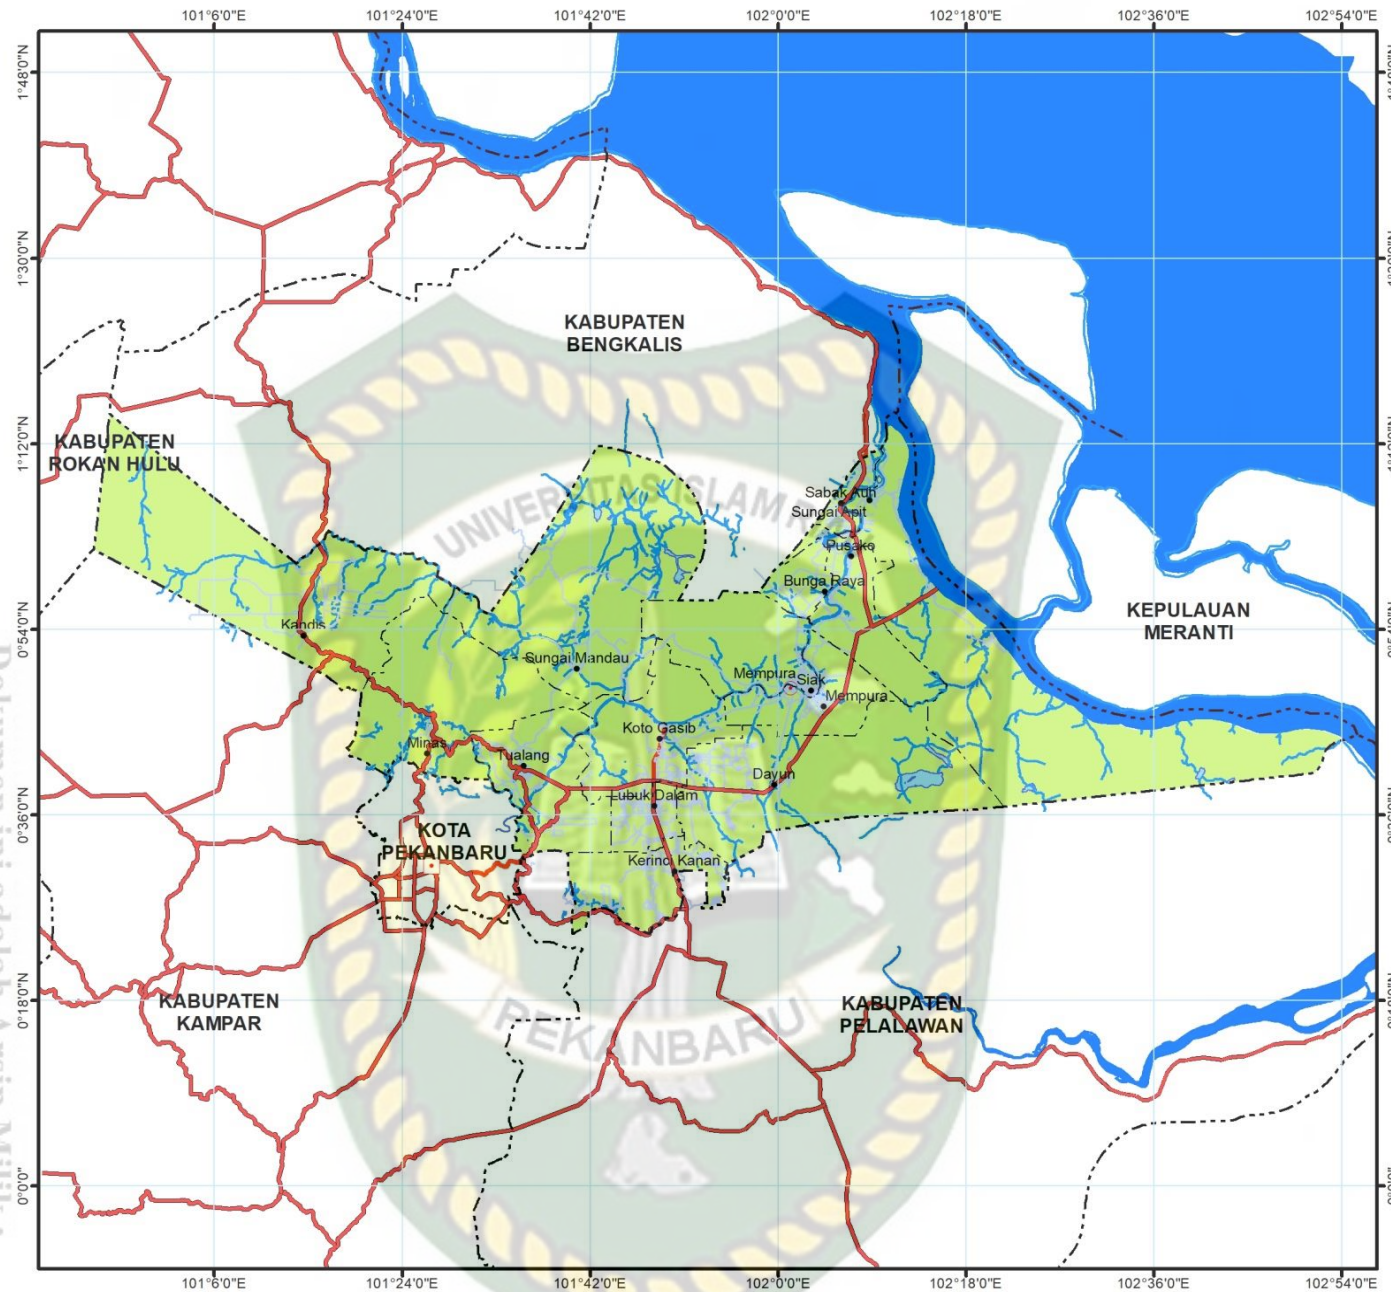 101°6'0"E 101°24'0"E 101°42'0"E 102°0'0"E 102°18'0"E 102°36'0"E 102°54'0"E
1°48'0"N
1°30'0"N
KABUPATEN
BENGKALIS
1°12'0"N
KABUPATEN
ROKAN HULU
UNIVERSITAS ISLAM
Sabak Auh
Sungai Apit
Pusako
Bunga Raya
KEPULAUAN
MERANTI
0°54'0"N
Kandis
Sungai Mandau
Mempura
Siak
Mempura
Koto Gasib
Minas
Tualang
Dayun
Lubuk Dalam
0°36'0"N
KOTA
PEKANBARU
Kerinci Kanan
0°18'0"N
KABUPATEN
KAMPAR
KABUPATEN
PELALAWAN
PEKANBARU
0°0'0"
101°6'0"E 101°24'0"E 101°42'0"E 102°0'0"E 102°18'0"E 102°36'0"E 102°54'0"E